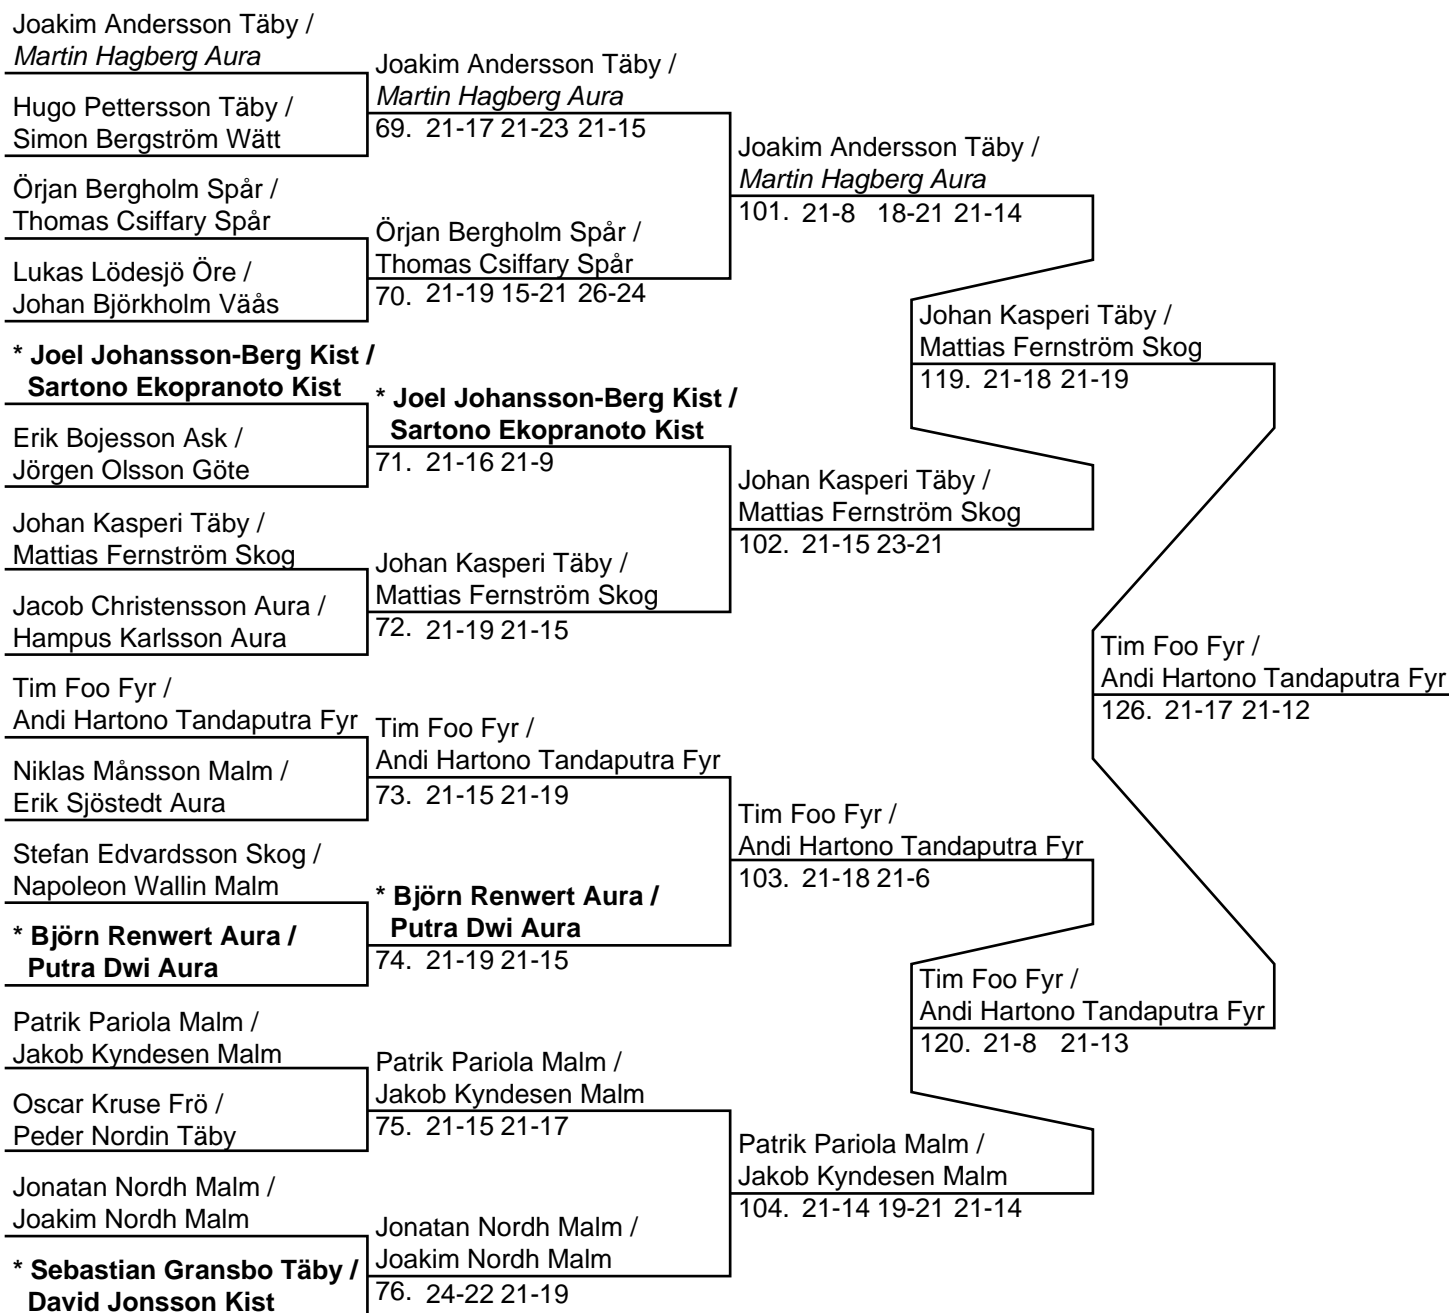 Joakim Andersson Täby /
Martin Hagberg Aura
Hugo Pettersson Täby /
Simon Bergström Wätt
Örjan Bergholm Spår /
Thomas Csiffary Spår
Lukas Lödesjö Öre /
Johan Björkholm Väås
* Joel Johansson-Berg Kist /
Sartono Ekopranoto Kist
Erik Bojesson Ask /
Jörgen Olsson Göte
Johan Kasperi Täby /
Mattias Fernström Skog
Jacob Christensson Aura /
Hampus Karlsson Aura
Tim Foo Fyr /
Andi Hartono Tandaputra Fyr
Niklas Månsson Malm /
Erik Sjöstedt Aura
Stefan Edvardsson Skog /
Napoleon Wallin Malm
* Björn Renwert Aura /
Putra Dwi Aura
Patrik Pariola Malm /
Jakob Kyndesen Malm
Oscar Kruse Frö /
Peder Nordin Täby
Jonatan Nordh Malm /
Joakim Nordh Malm
* Sebastian Gransbo Täby /
David Jonsson Kist
Joakim Andersson Täby /
Martin Hagberg Aura
69. 21-17 21-23 21-15
Örjan Bergholm Spår /
Thomas Csiffary Spår
70. 21-19 15-21 26-24
* Joel Johansson-Berg Kist /
Sartono Ekopranoto Kist
71. 21-16 21-9
Johan Kasperi Täby /
Mattias Fernström Skog
72. 21-19 21-15
Tim Foo Fyr /
Andi Hartono Tandaputra Fyr
73. 21-15 21-19
* Björn Renwert Aura /
Putra Dwi Aura
74. 21-19 21-15
Patrik Pariola Malm /
Jakob Kyndesen Malm
75. 21-15 21-17
Jonatan Nordh Malm /
Joakim Nordh Malm
76. 24-22 21-19
Joakim Andersson Täby /
Martin Hagberg Aura
101. 21-8 18-21 21-14
Johan Kasperi Täby /
Mattias Fernström Skog
102. 21-15 23-21
Tim Foo Fyr /
Andi Hartono Tandaputra Fyr
103. 21-18 21-6
Patrik Pariola Malm /
Jakob Kyndesen Malm
104. 21-14 19-21 21-14
Johan Kasperi Täby /
Mattias Fernström Skog
119. 21-18 21-19
Tim Foo Fyr /
Andi Hartono Tandaputra Fyr
120. 21-8 21-13
Tim Foo Fyr /
Andi Hartono Tandaputra Fyr
126. 21-17 21-12